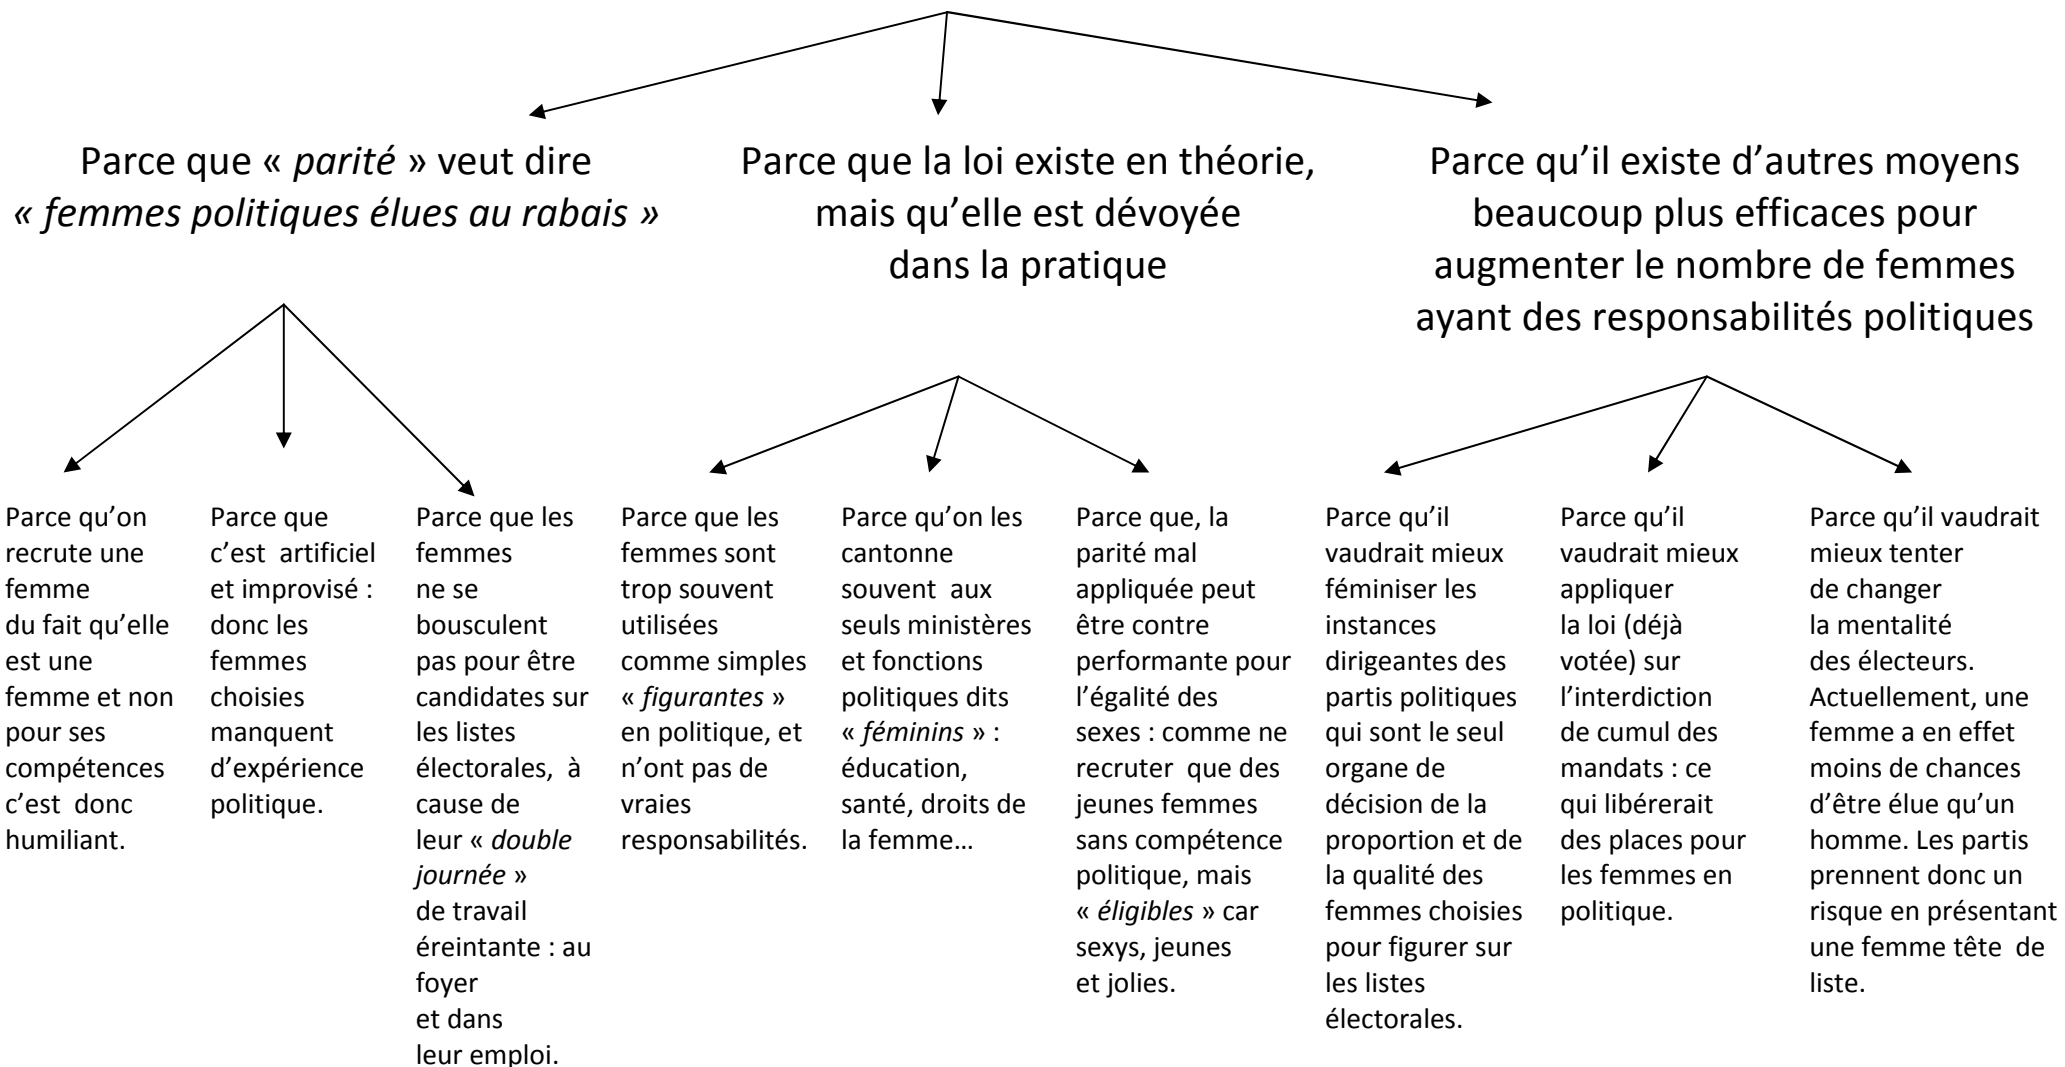 Parce que « parité » veut dire
« femmes politiques élues au rabais »
Parce que la loi existe en théorie,
mais qu’elle est dévoyée
dans la pratique
Parce qu’il existe d’autres moyens
beaucoup plus efficaces pour
augmenter le nombre de femmes
ayant des responsabilités politiques
Parce qu’on
recrute une
femme
du fait qu’elle
est une
femme et non
pour ses
compétences
c’est donc
humiliant.
Parce que
c’est artificiel
et improvisé :
donc les
femmes
choisies
manquent
d’expérience
politique.
Parce que les
femmes
ne se
bousculent
pas pour être
candidates sur
les listes
électorales, à
cause de
leur « double
journée »
de travail
éreintante : au
foyer
et dans
leur emploi.
Parce que les
femmes sont
trop souvent
utilisées
comme simples
« figurantes »
en politique, et
n’ont pas de
vraies
responsabilités.
Parce qu’on les
cantonne
souvent aux
seuls ministères
et fonctions
politiques dits
« féminins » :
éducation,
santé, droits de
la femme…
Parce que, la
parité mal
appliquée peut
être contre
performante pour
l’égalité des
sexes : comme ne
recruter que des
jeunes femmes
sans compétence
politique, mais
« éligibles » car
sexys, jeunes
et jolies.
Parce qu’il
vaudrait mieux
féminiser les
instances
dirigeantes des
partis politiques
qui sont le seul
organe de
décision de la
proportion et de
la qualité des
femmes choisies
pour figurer sur
les listes
électorales.
Parce qu’il
vaudrait mieux
appliquer
la loi (déjà
votée) sur
l’interdiction
de cumul des
mandats : ce
qui libérerait
des places pour
les femmes en
politique.
Parce qu’il vaudrait
mieux tenter
de changer
la mentalité
des électeurs.
Actuellement, une
femme a en effet
moins de chances
d’être élue qu’un
homme. Les partis
prennent donc un
risque en présentant
une femme tête de
liste.